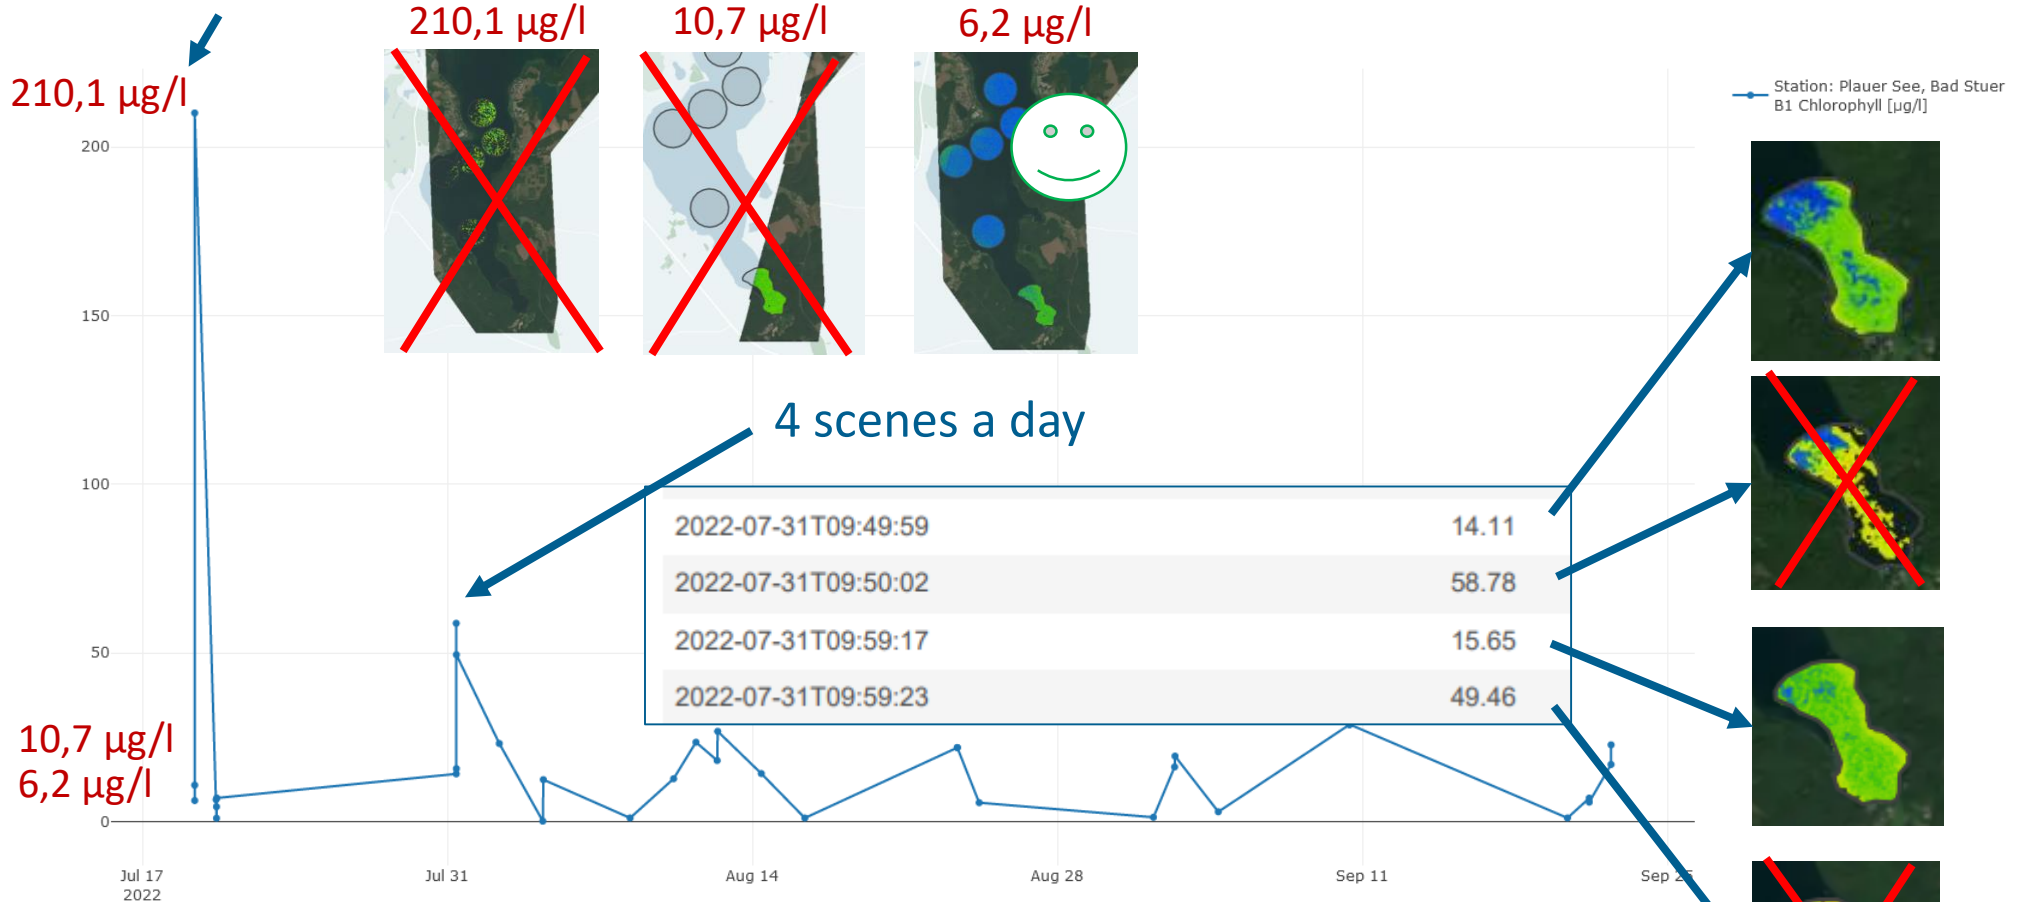 210,1 µg/l
10,7 µg/l
6,2 µg/l
210,1 µg/l
Station: Plauer See, Bad Stuer
B1 Chlorophyll [µg/l]
200
150
100
50
0
4 scenes a day
2022-07-31T09:49:59 14.11
2022-07-31T09:50:02 58.78
2022-07-31T09:59:17 15.65
2022-07-31T09:59:23 49.46
10,7 µg/l
6,2 µg/l
Jul 17
2022
Jul 31
Aug 14
Aug 28
Sep 11
Sep 25